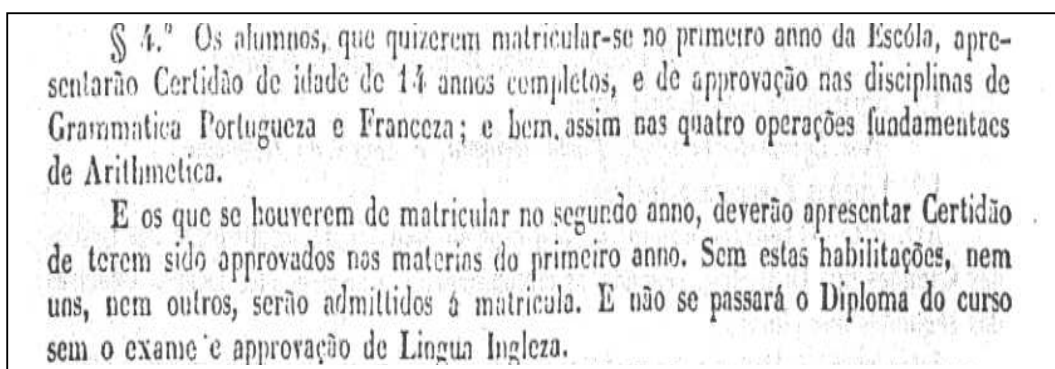 § 4.º Os alumnos, que quizerem matricular-se no primeiro anno da Escóla, apre-
sentarão Certidão de idade de 14 annos completos, e de approvação nas disciplinas de
Grammatica Portugueza e Franceza; e bem assim nas quatro operações fundamentaes
de Arithmetica.
E os que se houverem de matricular no segundo anno, deverão apresentar Certidão
de terem sido approvados nas materias do primeiro anno. Sem estas habilitações, nem
uns, nem outros, serão admittidos á matricula. E não se passará o Diploma do curso
sem o exame e approvação de Lingua Ingleza.